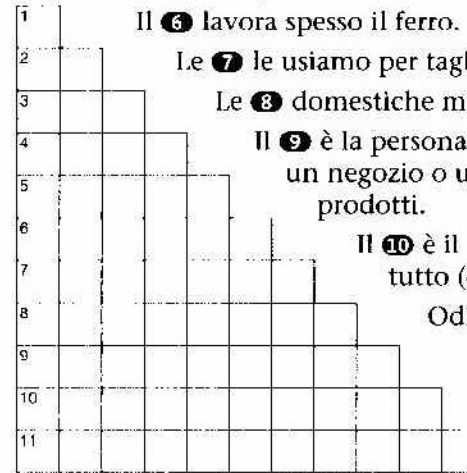 Il 6 lavora spesso il ferro.
Le 7 le usiamo per tagl
Le 8 domestiche m
Il 9 è la persona
un negozio o u
prodotti.
Il 10 è il
tutto (
Od
1
2
3
4
5
6
7
8
9
10
11